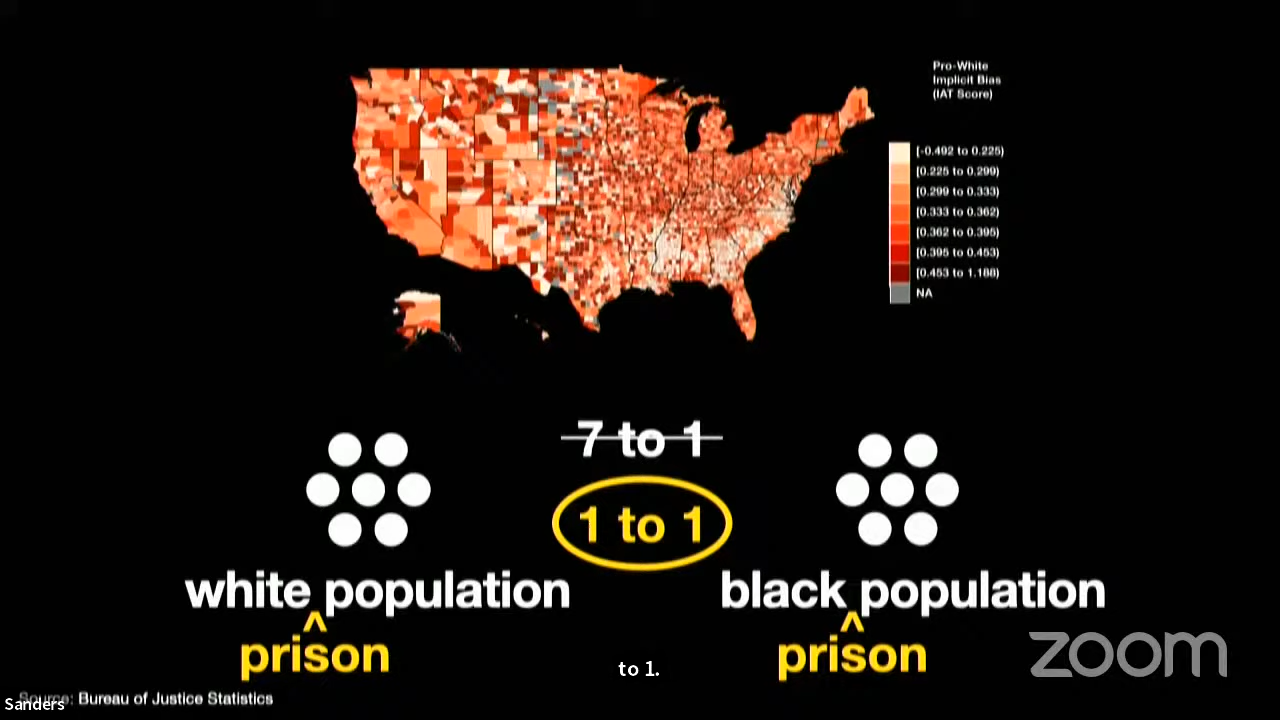 Pro-White
Implicit Bias
(IAT Score)
[-0.492 to 0.225)
[0.225 to 0.299)
[0.299 to 0.333)
[0.333 to 0.362)
[0.362 to 0.395)
[0.395 to 0.453)
[0.453 to 1.188)
NA
7 to 1
1 to 1
white population
^
prison
black population
^
prison
zoom
to 1.
Source: Bureau of Justice Statistics
Sanders